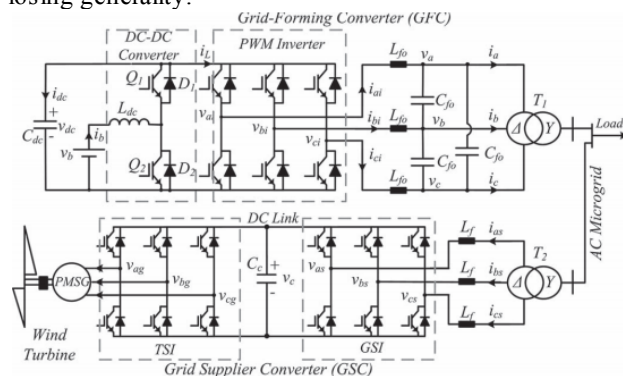 losing generality.
Grid-Forming Converter (GFC)
DC-DC
Converter
i_L
PWM Inverter
L_fo
v_a
i_a
Q_1
D_1
i_ai
T_1
i_dc
L_dc
v_ai
C_fo
C_dc
+
v_dc
-
i_b
v_bi
i_bi
L_fo
v_b
i_b
Δ
Y
Load
v_b
Q_2
D_2
v_ci
i_ci
C_fo
C_fo
L_fo
v_c
i_c
AC Microgrid
DC Link
L_f
i_as
T_2
PMSG
v_ag
v_bg
v_cg
C_c
+
v_c
-
v_as
v_bs
v_cs
L_f
i_bs
Δ
Y
L_f
i_cs
Wind
Turbine
TSI
GSI
Grid Supplier Converter (GSC)